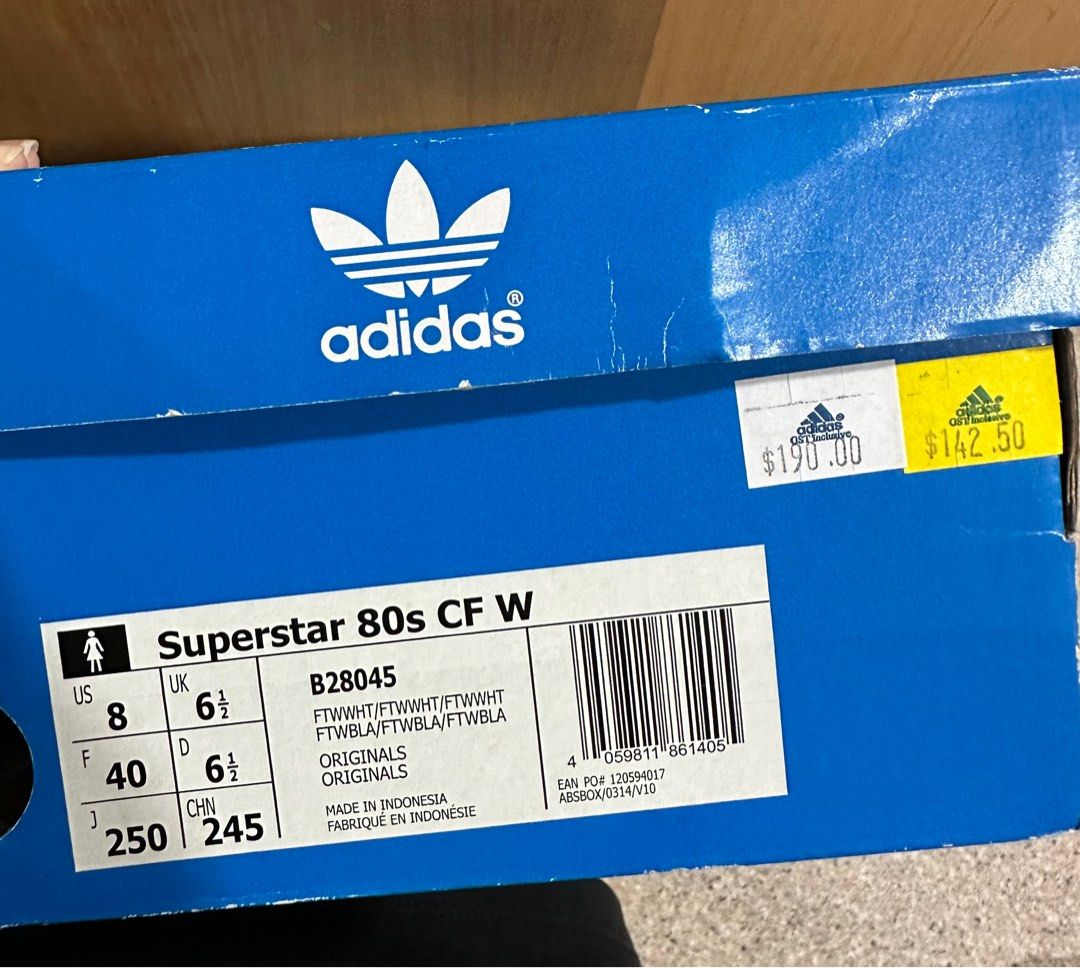 adidas®
adidas
GST Inclusive
$190.00
adidas
GST Inclusive
$142.50
Superstar 80s CF W
US 8
UK 6½
F 40
D 6½
J 250
CHN 245
B28045
FTWWHT/FTWWHT/FTWWHT
FTWBLA/FTWBLA/FTWBLA
ORIGINALS
ORIGINALS
MADE IN INDONESIA
FABRIQUÉ EN INDONÉSIE
4 059811 861405
EAN PO# 120594017
ABSBOX/0314/V10